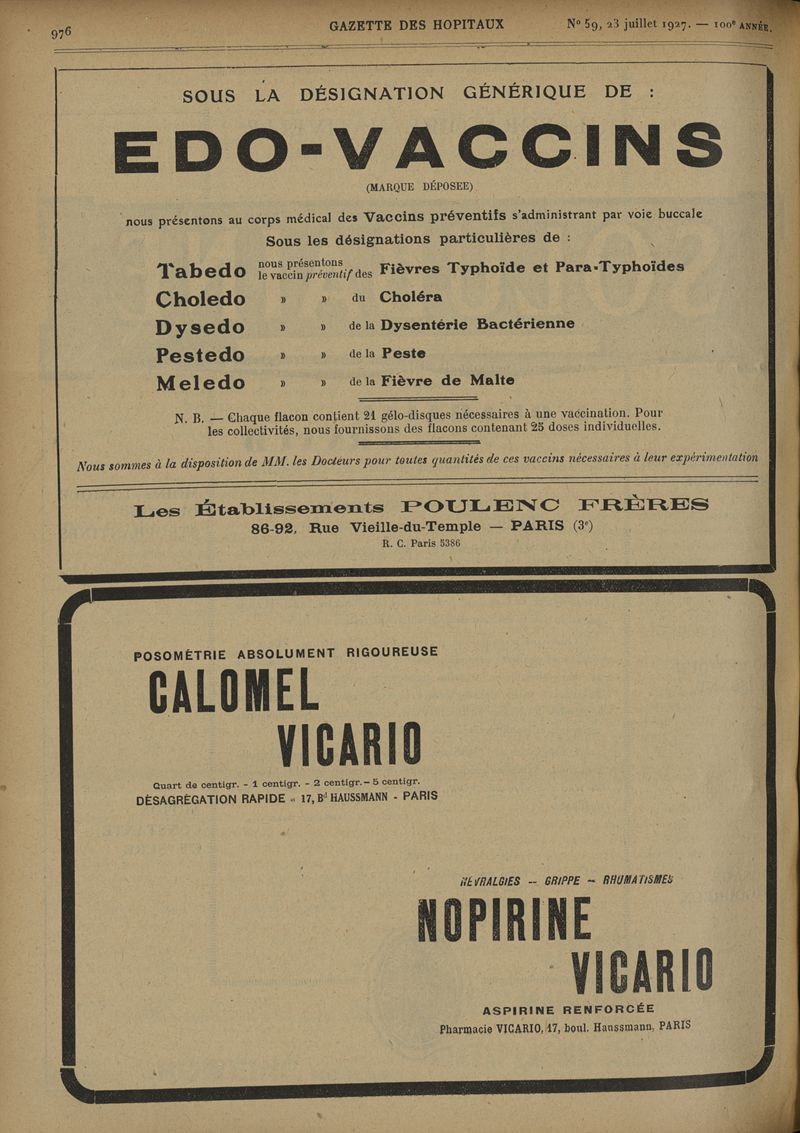 976
GAZETTE DES HOPITAUX
N° 59, 23 juillet 1927. — 100e ANNÉE.
SOUS LA DÉSIGNATION GÉNÉRIQUE DE :
EDO-VACCINS
(MARQUE DÉPOSEE)
nous présentons au corps médical des Vaccins préventifs s'administrant par voie buccale
Sous les désignations particulières de :
Tabedo nous présentons le vaccin préventif des Fièvres Typhoïde et Para-Typhoïdes
Choledo » » du Choléra
Dysedo » » de la Dysentérie Bactérienne
Pestedo » » de la Peste
Meledo » » de la Fièvre de Malte
N. B. — Chaque flacon contient 21 gélo-disques nécessaires à une vaccination. Pour
les collectivités, nous fournissons des flacons contenant 25 doses individuelles.
Nous sommes à la disposition de MM. les Docteurs pour toutes quantités de ces vaccins nécessaires à leur expérimentation
Les Établissements POULENC FRÈRES
86-92, Rue Vieille-du-Temple — PARIS (3e)
R. C. Paris 5386
POSOMÉTRIE ABSOLUMENT RIGOUREUSE
CALOMEL
VICARIO
Quart de centigr. - 1 centigr. - 2 centigr. - 5 centigr.
DÉSAGRÉGATION RAPIDE - 17, Bd HAUSSMANN - PARIS
NÉVRALGIES — GRIPPE — RHUMATISMES
NOPIRINE
VICARIO
ASPIRINE RENFORCÉE
Pharmacie VICARIO, 17, boul. Haussmann, PARIS